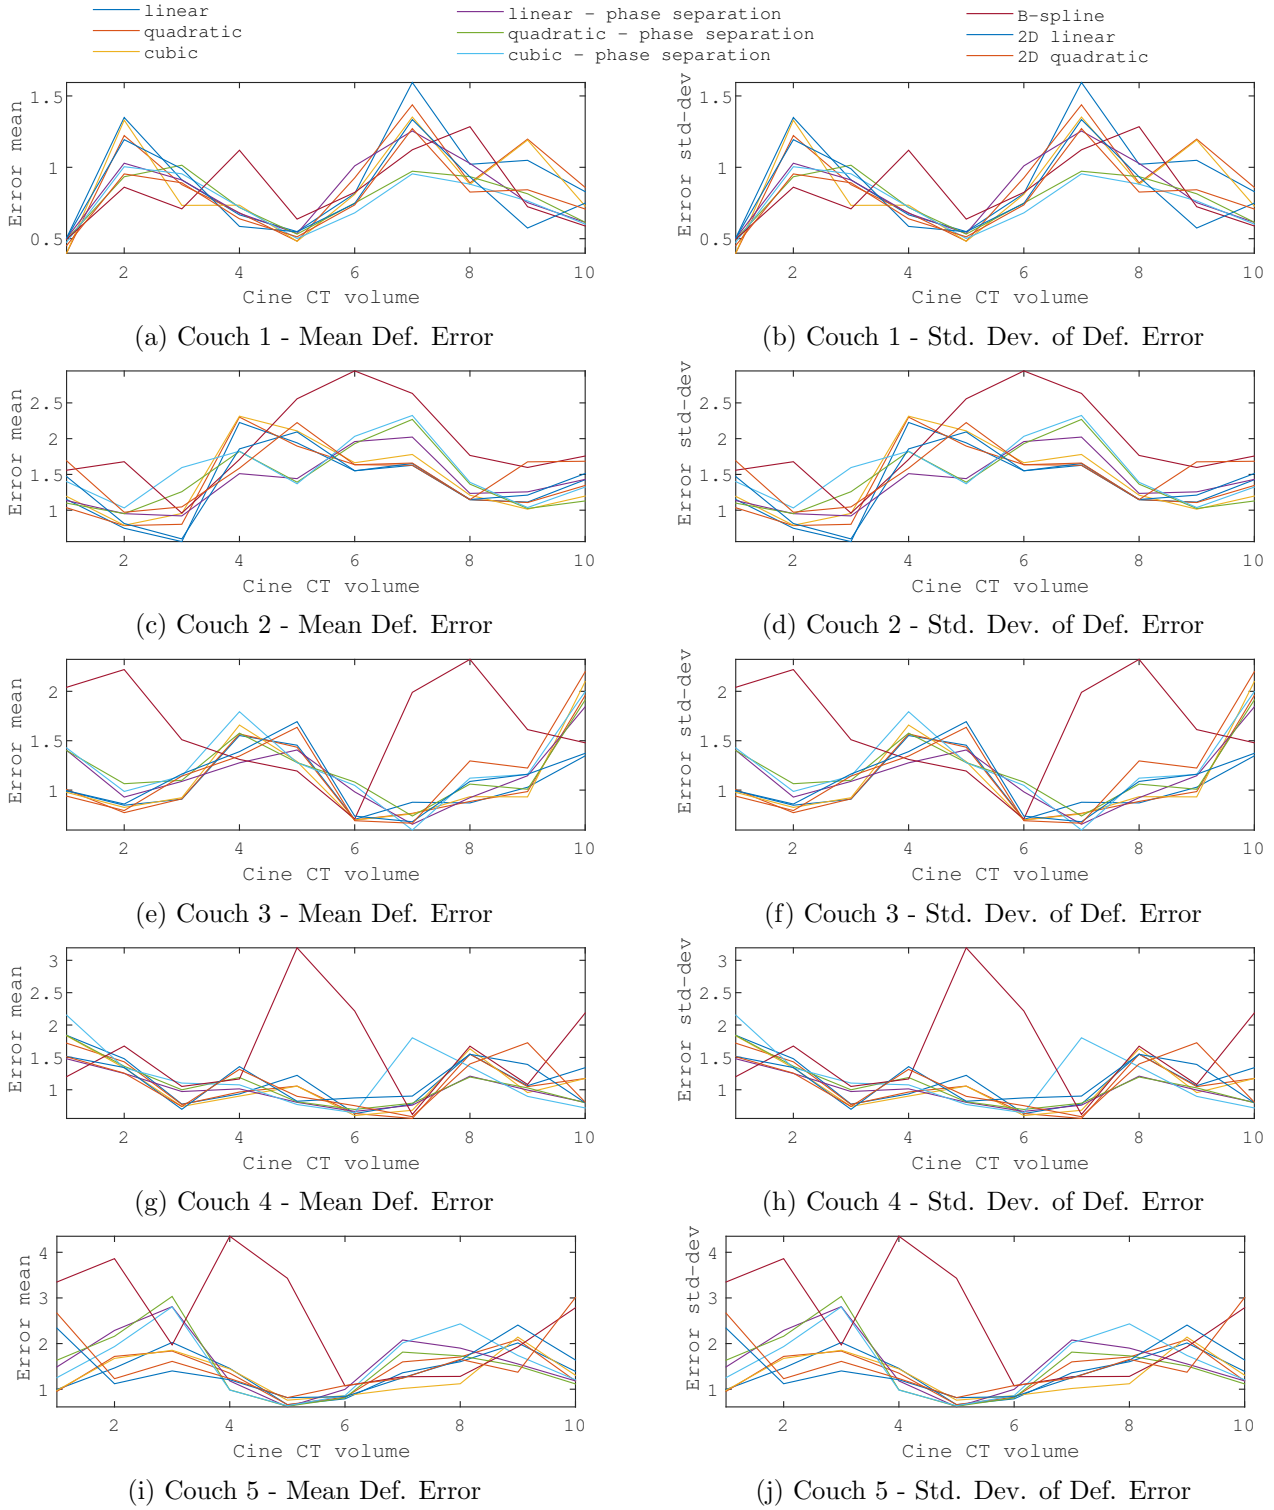 linear
quadratic
cubic
linear - phase separation
quadratic - phase separation
cubic - phase separation
B-spline
2D linear
2D quadratic
Error mean
1.5
1
0.5
2 4 6 8 10
Cine CT volume
(a) Couch 1 - Mean Def. Error
Error std-dev
1.5
1
0.5
2 4 6 8 10
Cine CT volume
(b) Couch 1 - Std. Dev. of Def. Error
Error mean
2.5
2
1.5
1
2 4 6 8 10
Cine CT volume
(c) Couch 2 - Mean Def. Error
Error std-dev
2.5
2
1.5
1
2 4 6 8 10
Cine CT volume
(d) Couch 2 - Std. Dev. of Def. Error
Error mean
2
1.5
1
2 4 6 8 10
Cine CT volume
(e) Couch 3 - Mean Def. Error
Error std-dev
2
1.5
1
2 4 6 8 10
Cine CT volume
(f) Couch 3 - Std. Dev. of Def. Error
Error mean
3
2.5
2
1.5
1
2 4 6 8 10
Cine CT volume
(g) Couch 4 - Mean Def. Error
Error std-dev
3
2.5
2
1.5
1
2 4 6 8 10
Cine CT volume
(h) Couch 4 - Std. Dev. of Def. Error
Error mean
4
3
2
1
2 4 6 8 10
Cine CT volume
(i) Couch 5 - Mean Def. Error
Error std-dev
4
3
2
1
2 4 6 8 10
Cine CT volume
(j) Couch 5 - Std. Dev. of Def. Error